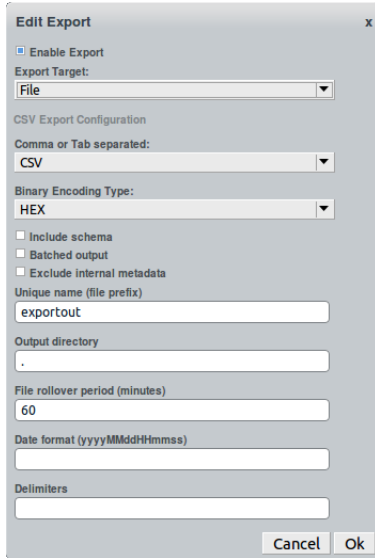 Edit Export x
Enable Export
Export Target:
File
CSV Export Configuration
Comma or Tab separated:
CSV
Binary Encoding Type:
HEX
Include schema
Batched output
Exclude internal metadata
Unique name (file prefix)
exportout
Output directory
.
File rollover period (minutes)
60
Date format (yyyyMMddHHmmss)
Delimiters
Cancel Ok